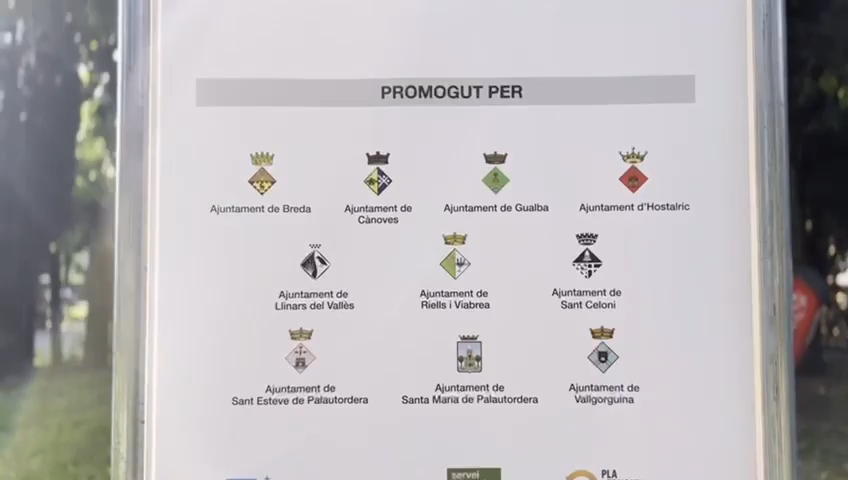 PROMOGUT PER
Ajuntament de Breda
Ajuntament de
Cànoves
Ajuntament de Gualba
Ajuntament d'Hostalric
Ajuntament de
Llinars del Vallès
Ajuntament de
Riells i Viabrea
Ajuntament de
Sant Celoni
Ajuntament de
Sant Esteve de Palautordera
Ajuntament de
Santa Maria de Palautordera
Ajuntament de
Vallgorguina
servei
PLA